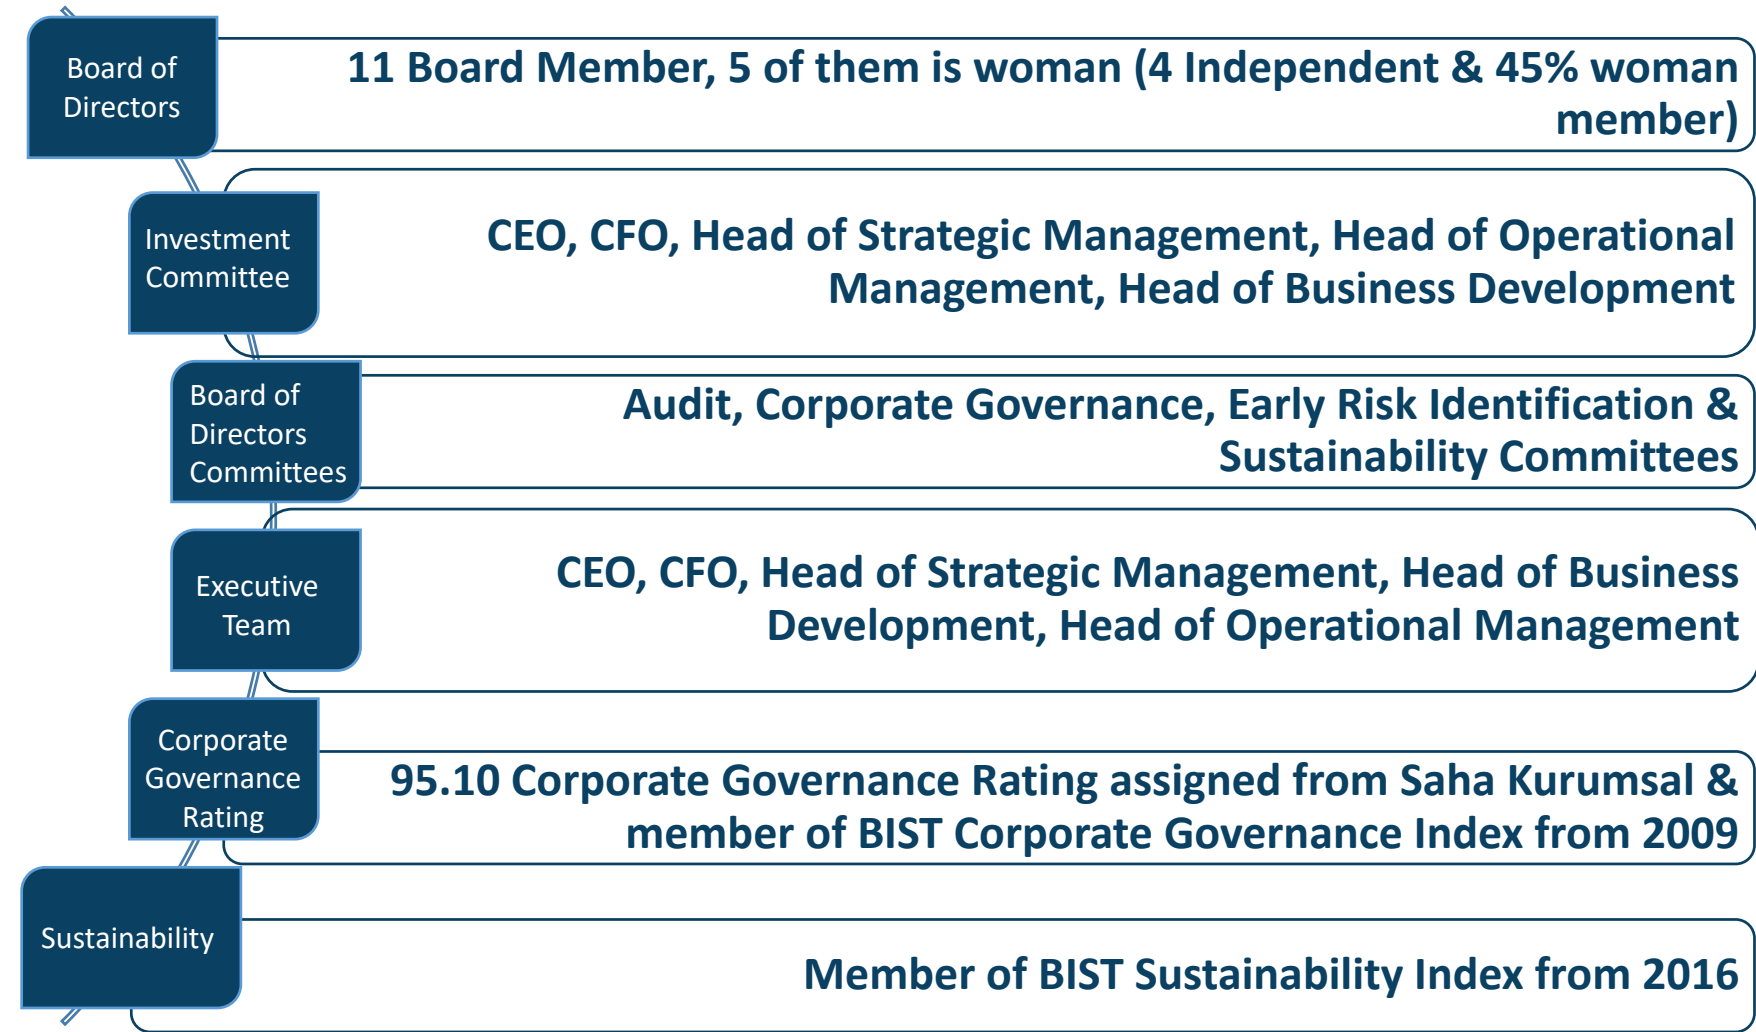 Board of
Directors
11 Board Member, 5 of them is woman (4 Independent & 45% woman
member)
Investment
Committee
CEO, CFO, Head of Strategic Management, Head of Operational
Management, Head of Business Development
Board of
Directors
Committees
Audit, Corporate Governance, Early Risk Identification &
Sustainability Committees
Executive
Team
CEO, CFO, Head of Strategic Management, Head of Business
Development, Head of Operational Management
Corporate
Governance
Rating
95.10 Corporate Governance Rating assigned from Saha Kurumsal &
member of BIST Corporate Governance Index from 2009
Sustainability
Member of BIST Sustainability Index from 2016